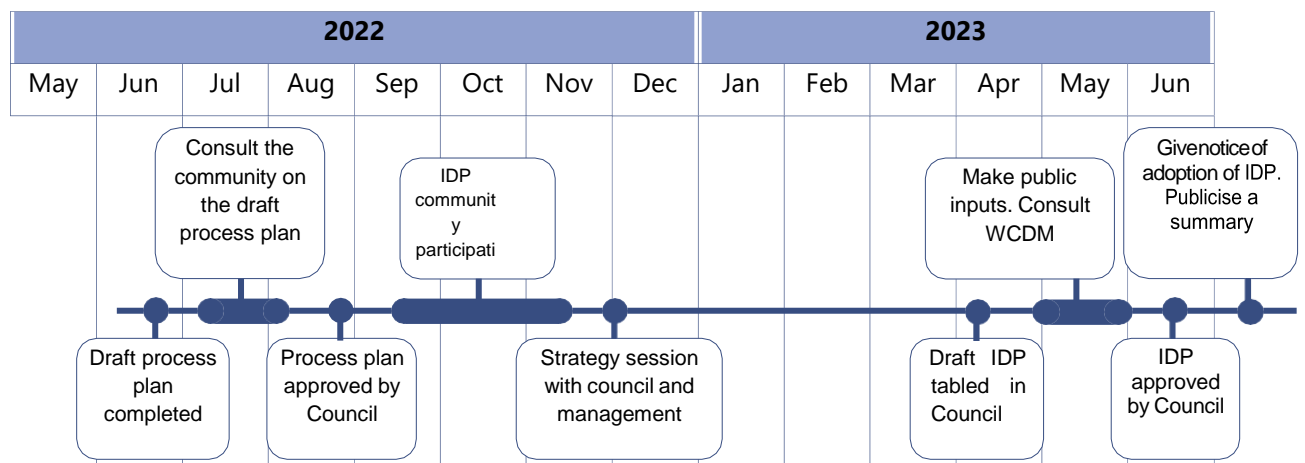 2022
2023
May
Jun
Jul
Aug
Sep
Oct
Nov
Dec
Jan
Feb
Mar
Apr
May
Jun
Consult the
community on
the draft
process plan
IDP
communit
y
participati
Make public
inputs. Consult
WCDM
Givenotice of
adoption of IDP.
Publicise a
summary
Draft process
plan
completed
Process plan
approved by
Council
Strategy session
with council and
management
Draft IDP
tabled in
Council
IDP
approved
by Council